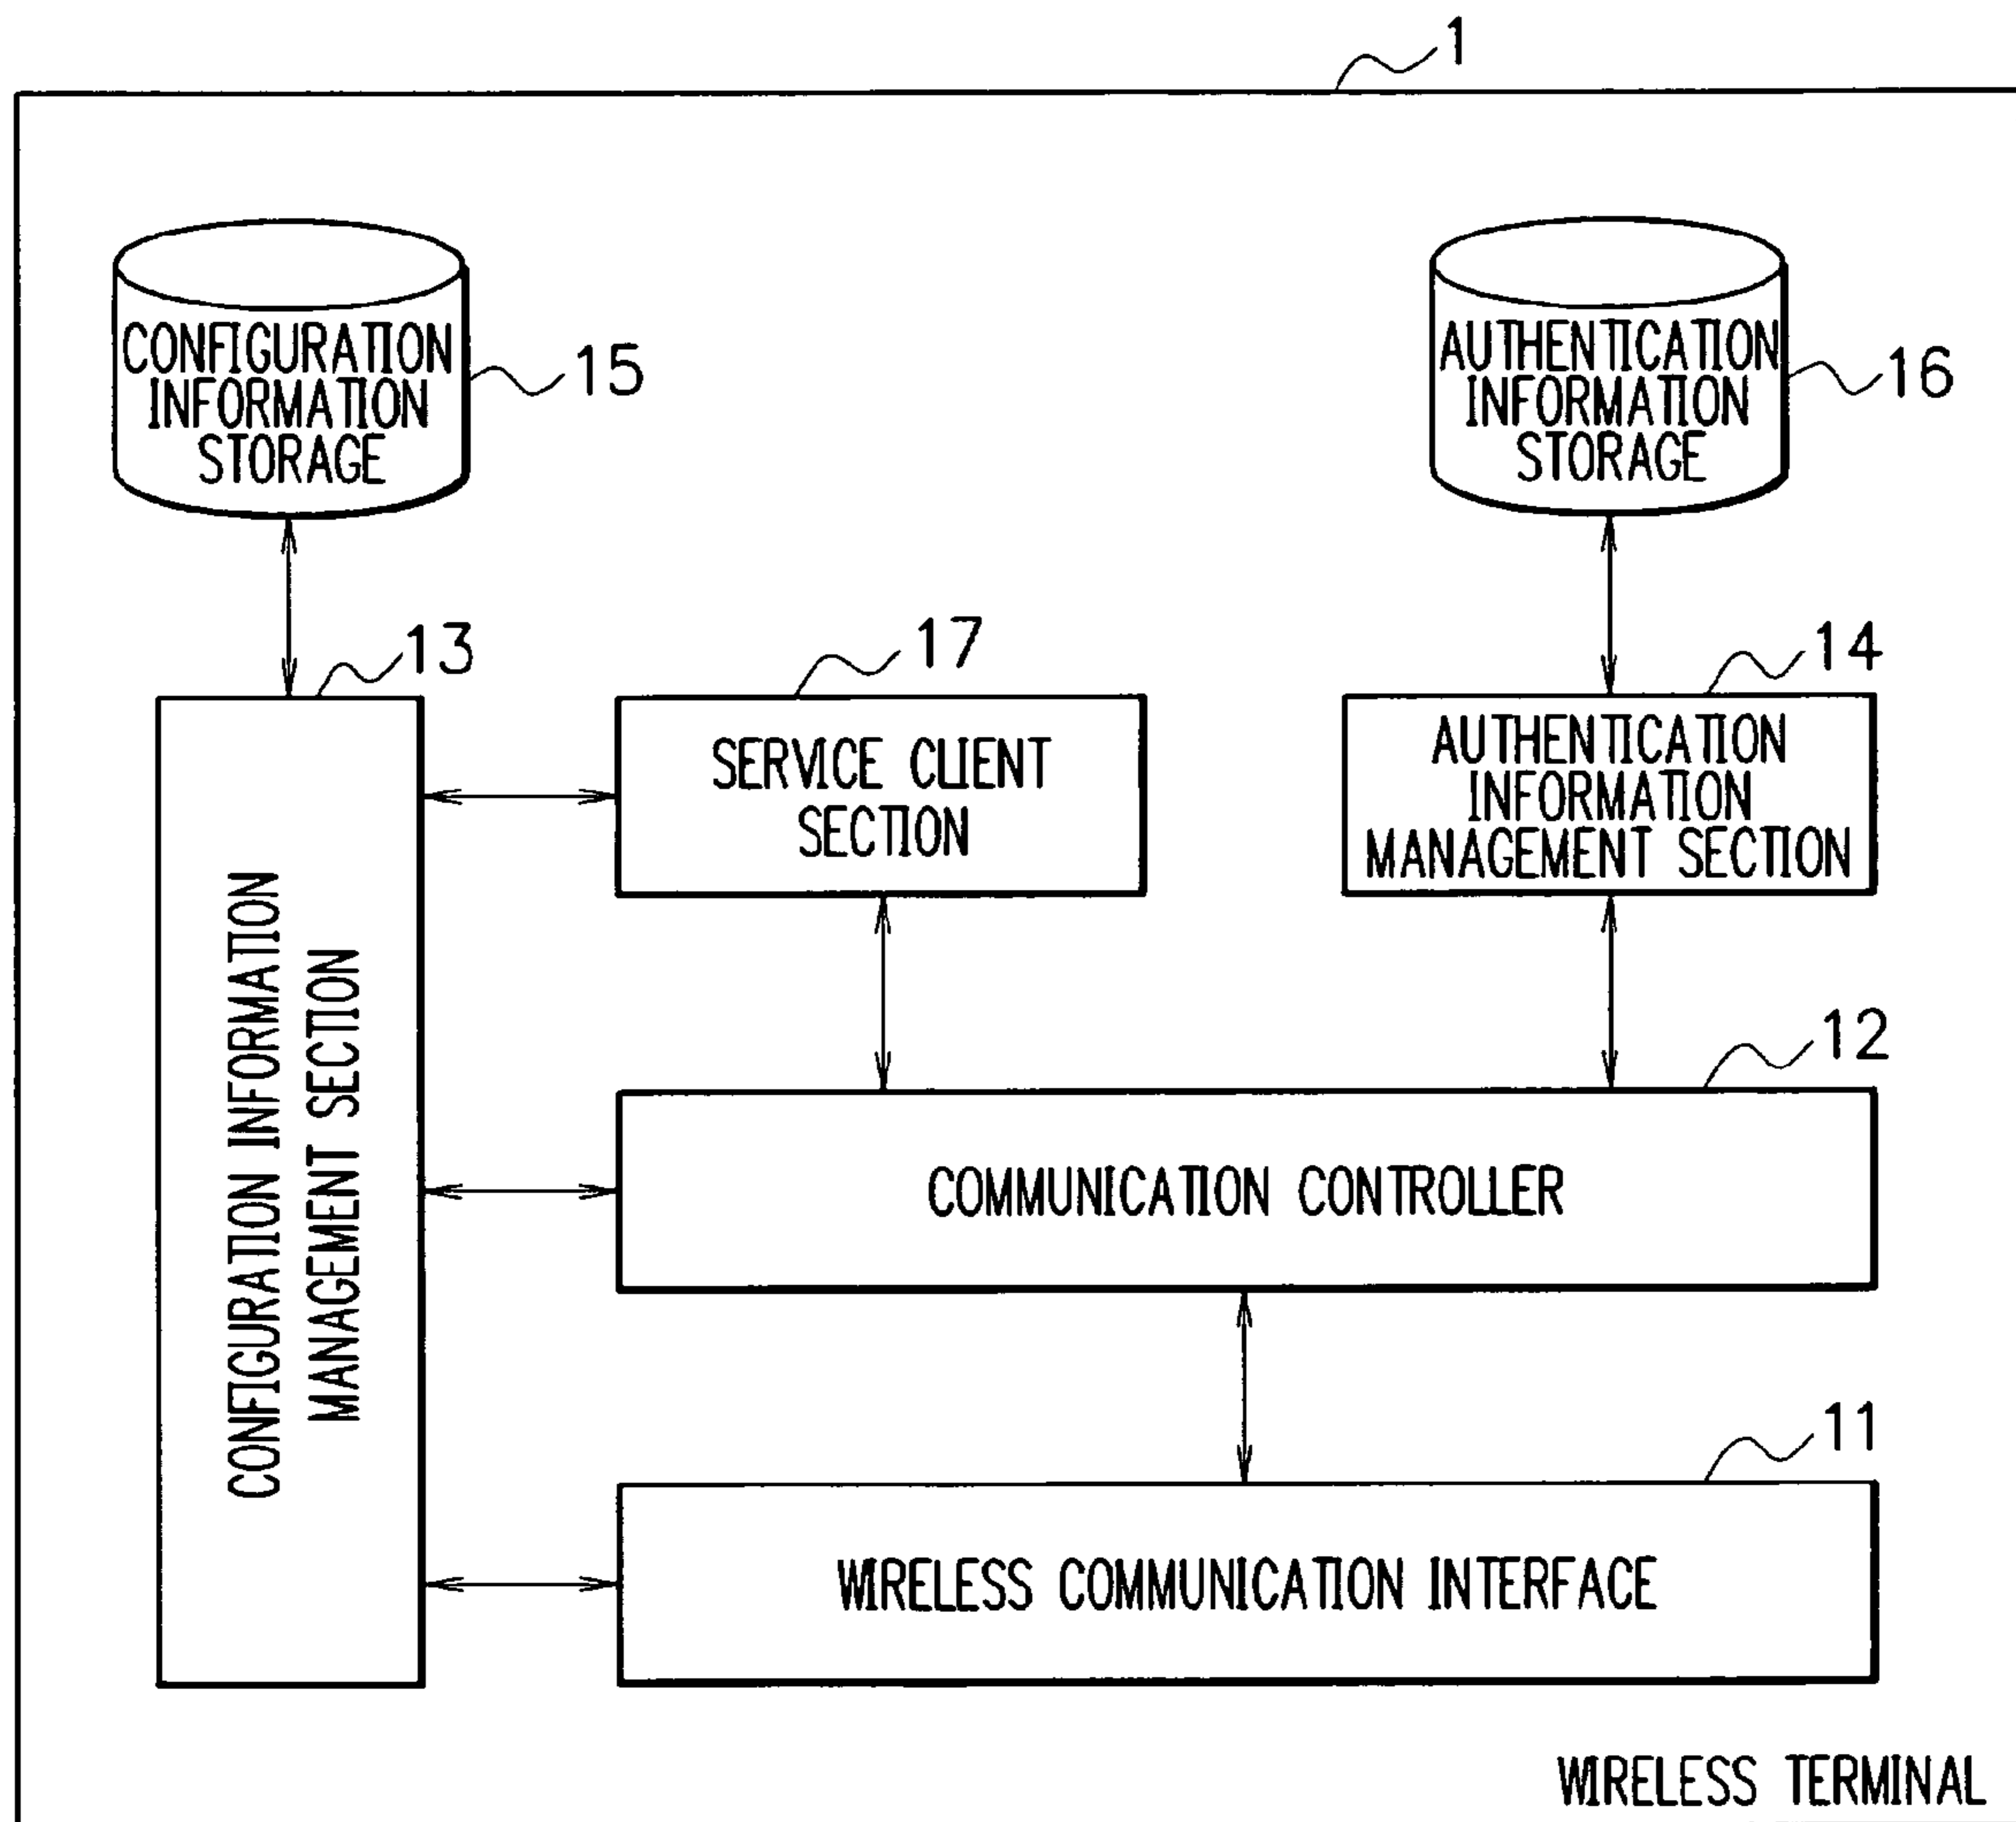 1
CONFIGURATION
INFORMATION
STORAGE
15
AUTHENTICATION
INFORMATION
STORAGE
16
13
17
14
SERVICE CLIENT
SECTION
AUTHENTICATION
INFORMATION
MANAGEMENT SECTION
CONFIGURATION INFORMATION
MANAGEMENT SECTION
12
COMMUNICATION CONTROLLER
11
WIRELESS COMMUNICATION INTERFACE
WIRELESS TERMINAL